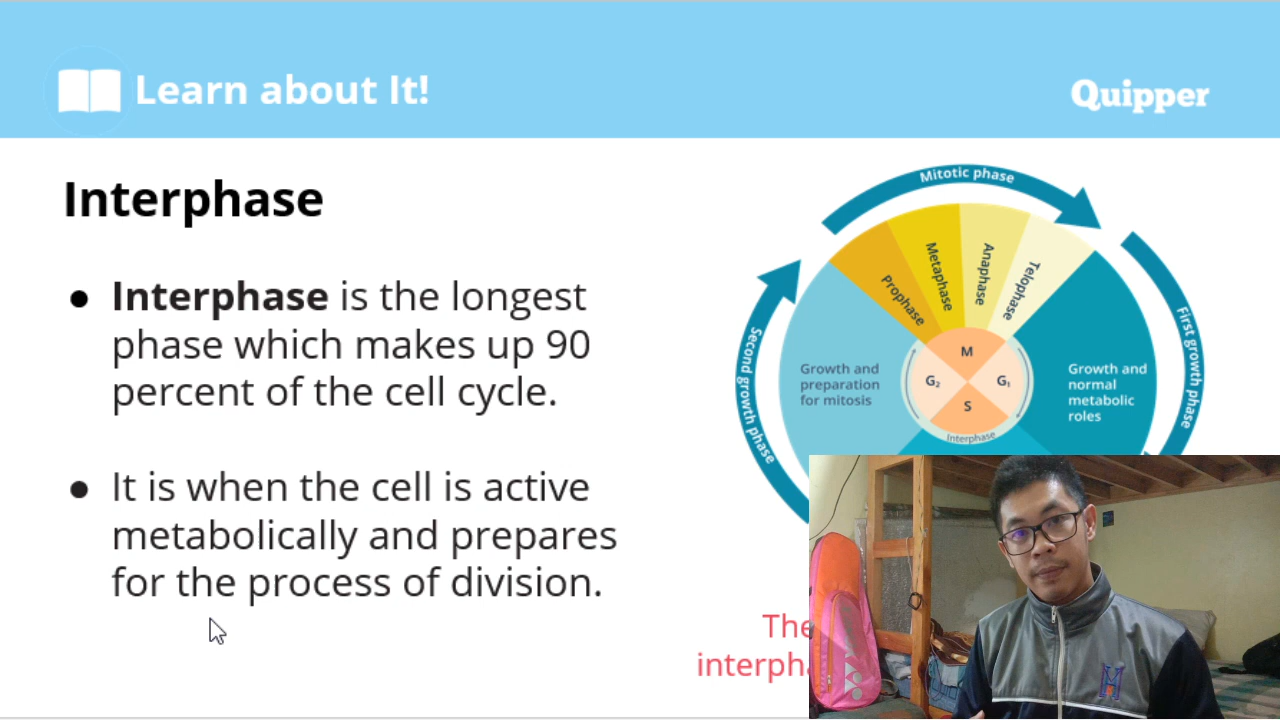 Learn about It!
Quipper
Interphase
● Interphase is the longest
phase which makes up 90
percent of the cell cycle.
● It is when the cell is active
metabolically and prepares
for the process of division.
Mitotic phase
Prophase
Metaphase
Anaphase
Telophase
Second growth phase
First growth phase
Growth and
preparation
for mitosis
Growth and
normal
metabolic
roles
M
G₂
G₁
S
Interphase
The